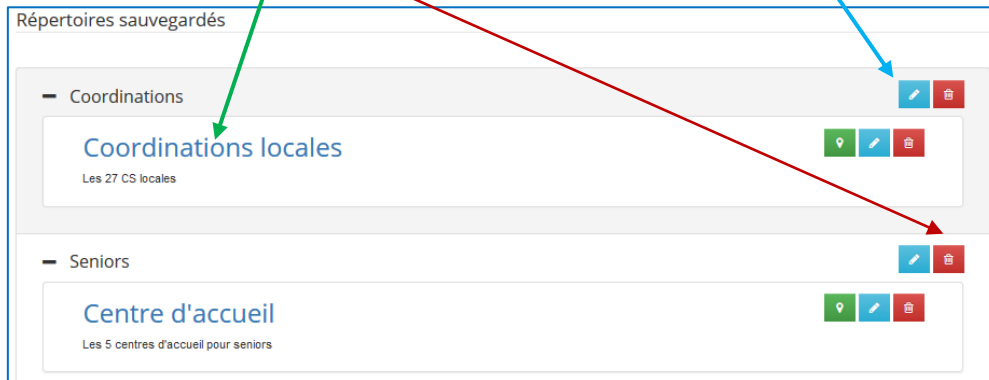 Répertoires sauvegardés
Coordinations
Coordinations locales
Les 27 CS locales
Seniors
Centre d'accueil
Les 5 centres d'accueil pour seniors